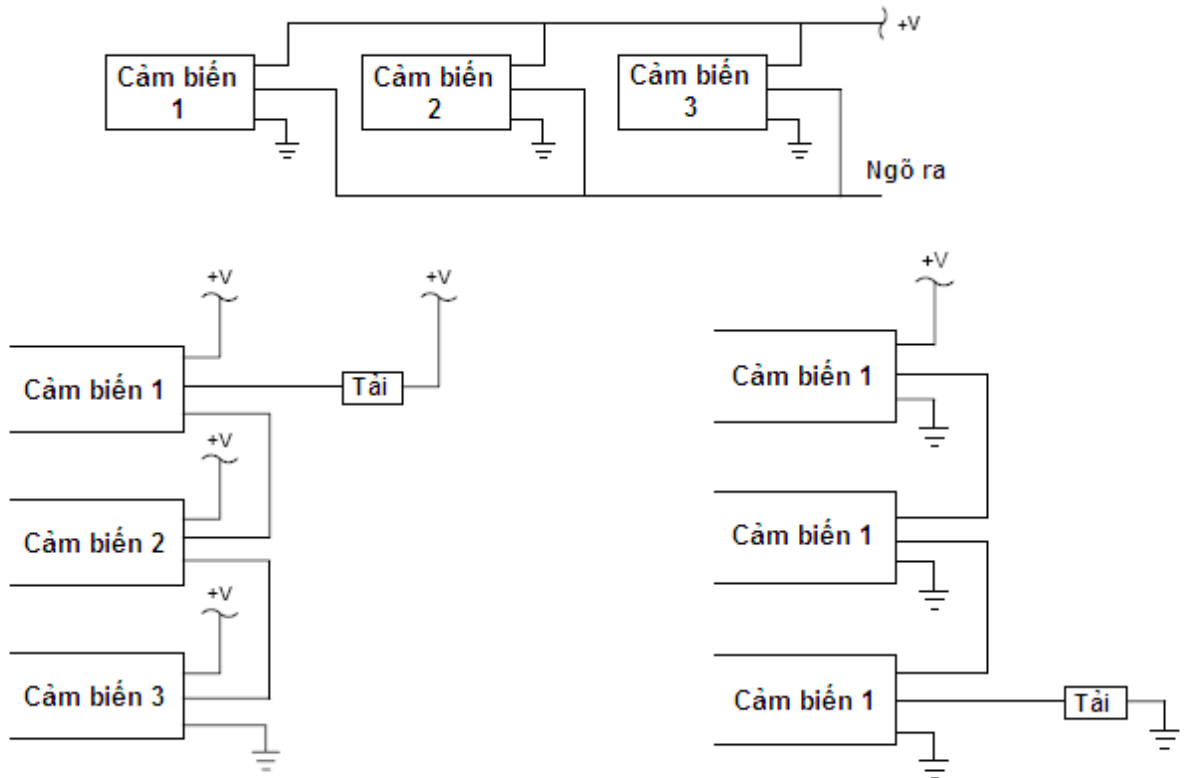 +V
Cảm biến
1
Cảm biến
2
Cảm biến
3
Ngõ ra
+V
+V
Cảm biến 1
Tải
+V
Cảm biến 2
+V
Cảm biến 3
+V
Cảm biến 1
Cảm biến 1
Cảm biến 1
Tải